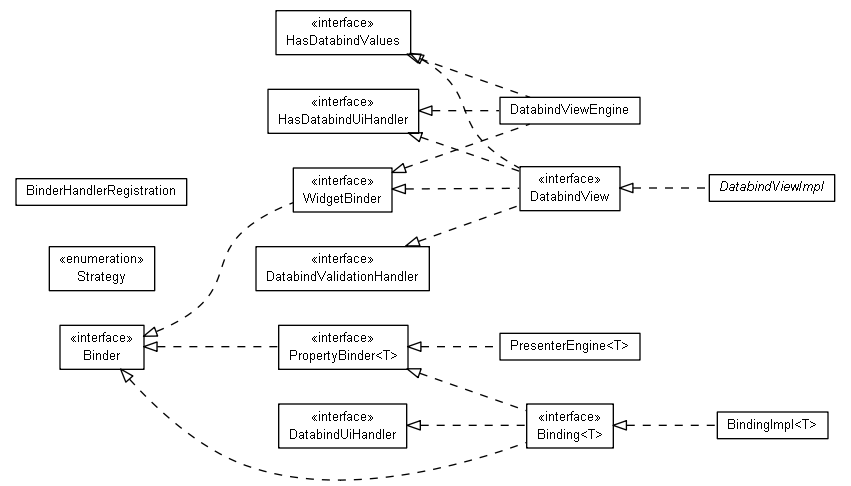 «interface»
HasDatabindValues
«interface»
HasDatabindUiHandler
DatabindViewEngine
«interface»
WidgetBinder
«interface»
DatabindView
DatabindViewImpl
BinderHandlerRegistration
«enumeration»
Strategy
«interface»
DatabindValidationHandler
«interface»
Binder
«interface»
PropertyBinder<T>
PresenterEngine<T>
«interface»
DatabindUiHandler
«interface»
Binding<T>
BindingImpl<T>